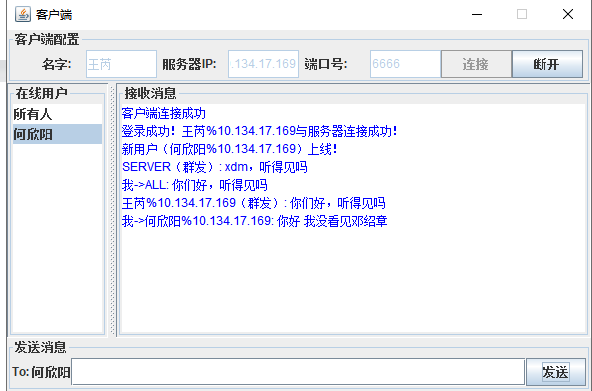 客户端
客户端配置
名字: 王芮 服务器IP: .134.17.169 端口号: 6666 连接 断开
在线用户
所有人
何欣阳
接收消息
客户端连接成功
登录成功！王芮%10.134.17.169与服务器连接成功!
新用户（何欣阳%10.134.17.169）上线!
SERVER（群发）: xdm，听得见吗
我->ALL: 你们好，听得见吗
王芮%10.134.17.169（群发）: 你们好，听得见吗
我->何欣阳%10.134.17.169: 你好 我没看见邓绍章
发送消息
To: 何欣阳 发送